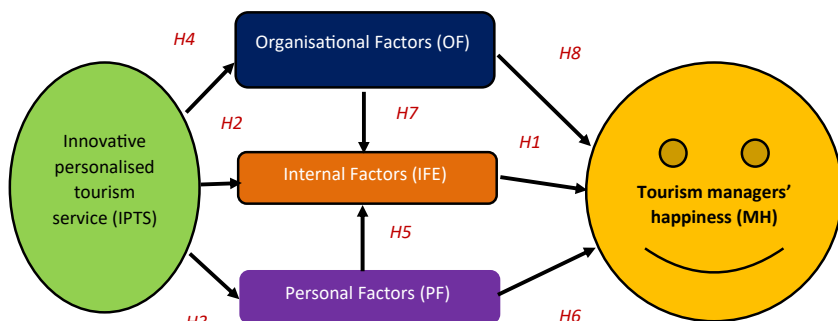 H4
Organisational Factors (OF)
H8
H2
H7
H1
Innovative
personalised
tourism
service (IPTS)
Internal Factors (IFE)
Tourism managers’
happiness (MH)
H5
Personal Factors (PF)
H6